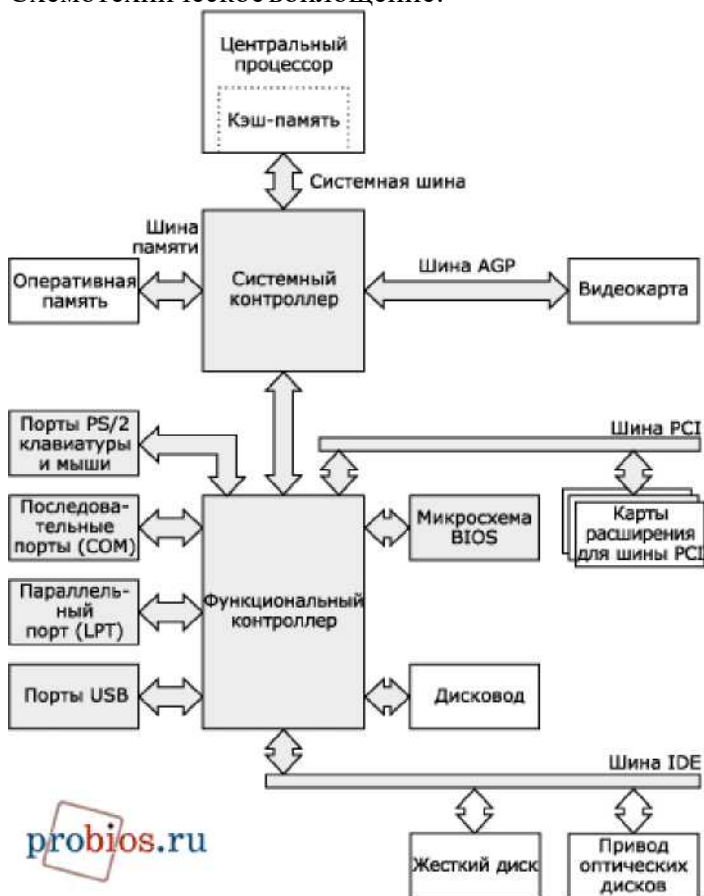 Схемотехническое воплощение:
Центральный
процессор
Кэш-память
Системная шина
Шина
памяти
Оперативная
память
Системный
контроллер
Шина AGP
Видеокарта
Порты PS/2
клавиатуры
и мыши
Шина PCI
Последова-
тельные
порты (COM)
Микросхема
BIOS
Карты
расширения
для шины PCI
Параллель-
ный
порт (LPT)
Функциональный
контроллер
Порты USB
Дисковод
Шина IDE
Жесткий диск
Привод
оптических
дисков
probios.ru